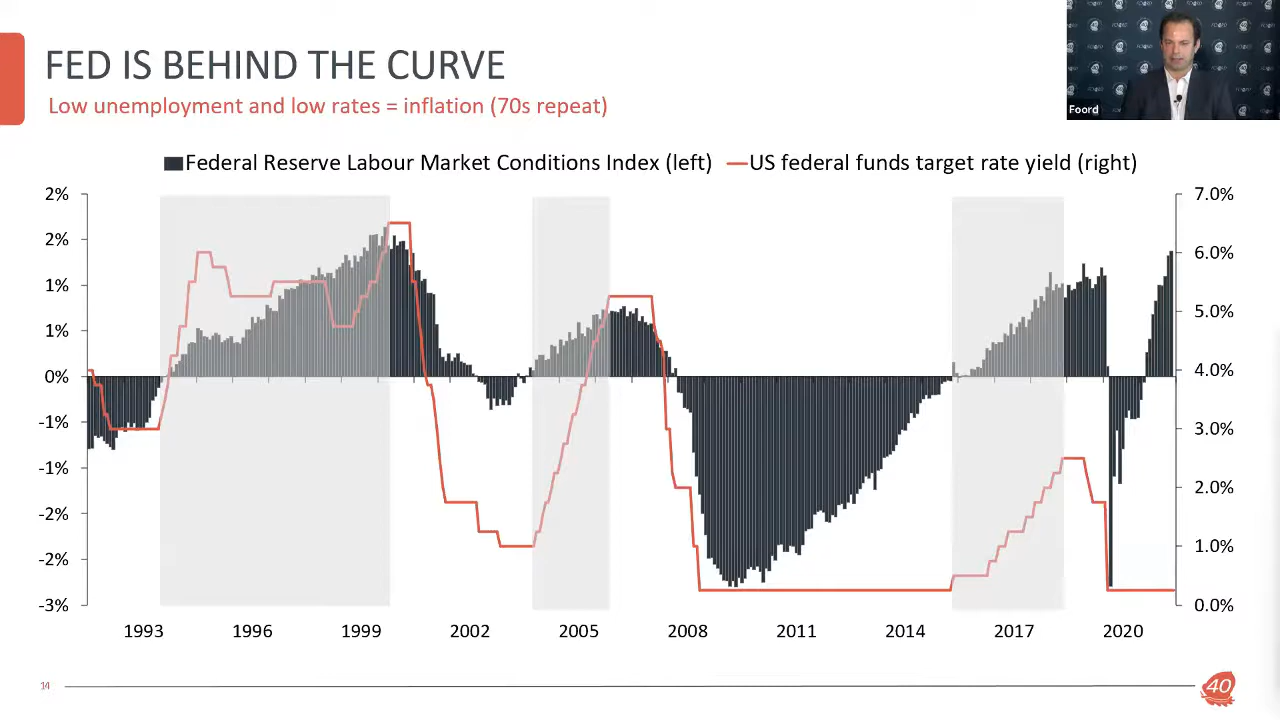 FED IS BEHIND THE CURVE
Low unemployment and low rates = inflation (70s repeat)
Foord
Federal Reserve Labour Market Conditions Index (left) US federal funds target rate yield (right)
2% 7.0%
2% 6.0%
1% 5.0%
1%
0% 4.0%
-1% 3.0%
-1% 2.0%
-2% 1.0%
-2%
-3% 0.0%
1993 1996 1999 2002 2005 2008 2011 2014 2017 2020
14
40